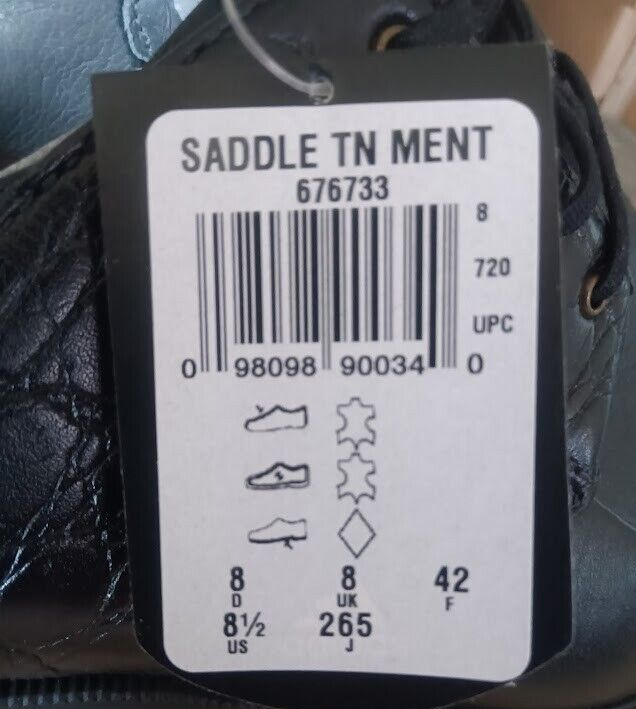 SADDLE TN MENT
676733
8
720
UPC
0 98098 90034 0
8 8 42
D UK F
8½ 265
US J